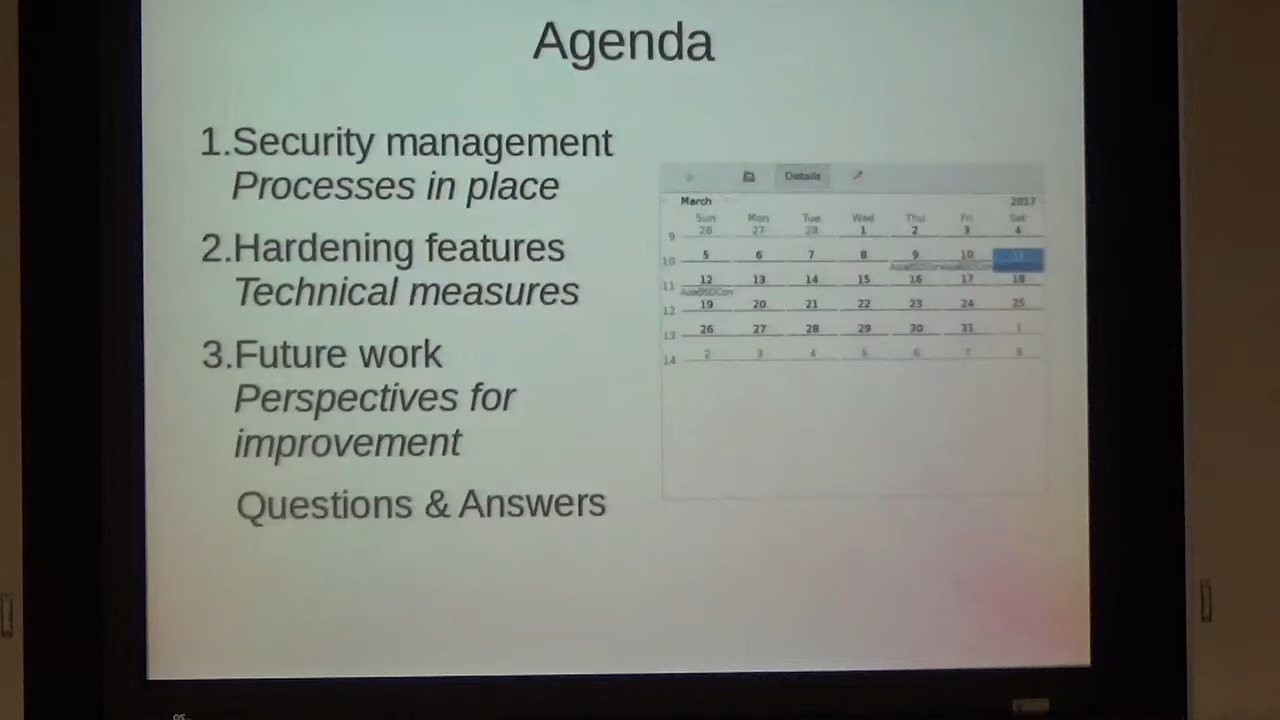 Agenda
1.Security management
Processes in place
2.Hardening features
Technical measures
3.Future work
Perspectives for
improvement
Questions & Answers
Details
March 2017
Sun Mon Tue Wed Thu Fri Sat
9 26 27 28 1 2 3 4
10 5 6 7 8 9 10 11
11 12 13 14 15 16 17 18
AsiaBSDCon
12 19 20 21 22 23 24 25
13 26 27 28 29 30 31 1
14 2 3 4 5 6 7 8